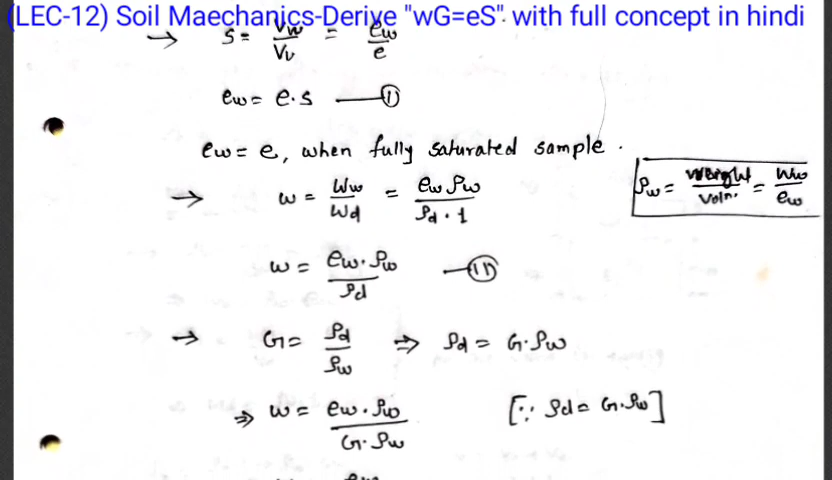 (LEC-12) Soil Maechanics-Derive "wG=eS" with full concept in hindi
→ S = Vw/Vv = ew/e
ew = e.s —(1)
ew = e, when fully saturated sample.
→ w = Ww/Wd = ew ρw/ρd . 1
ρw = weight/voln. = Ww/ew
w = ew.ρw/ρd —(11)
→ G = ρd/ρw ⇒ ρd = G.ρw
⇒ w = ew.ρw/G.ρw [∵ ρd = G.ρw]